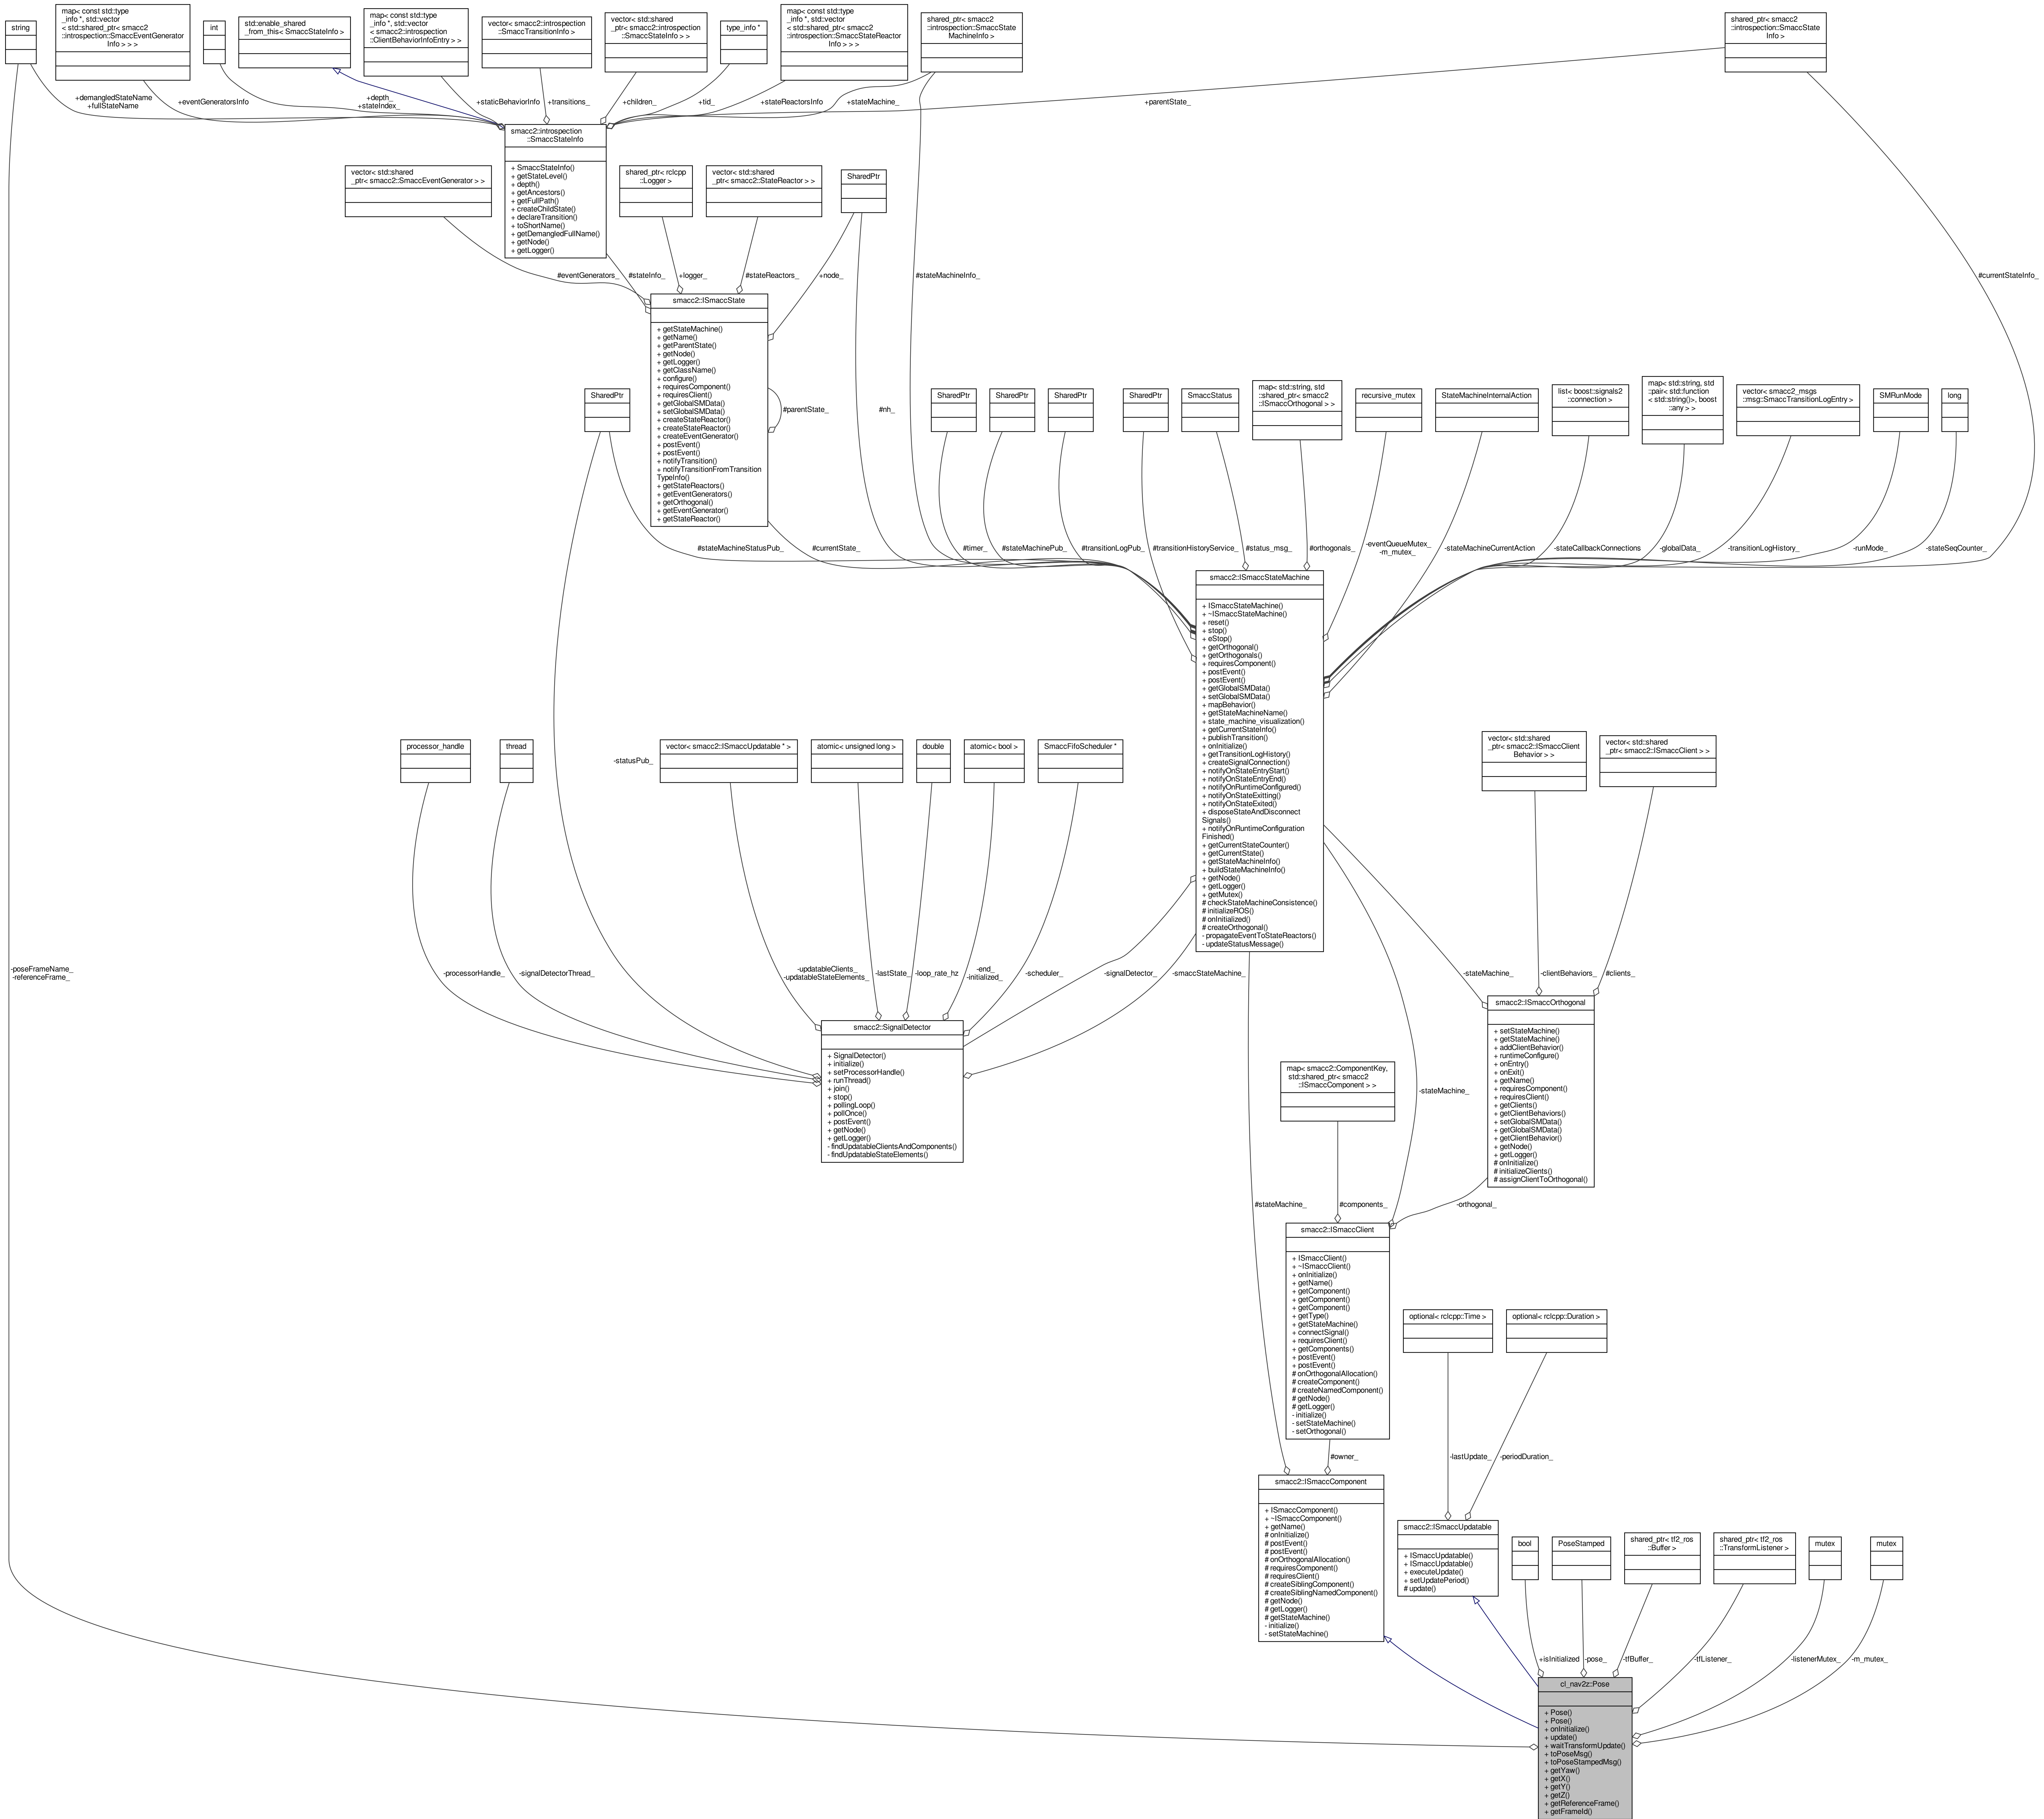 string
map< const std::type
_info *, std::vector
< std::shared_ptr< smacc2
::introspection::SmaccEventGenerator
Info > > >
int
std::enable_shared
_from_this< SmaccStateInfo >
map< const std::type
_info *, std::vector
< smacc2::introspection
::ClientBehaviorInfoEntry > >
vector< smacc2::introspection
::SmaccTransitionInfo >
vector< std::shared
_ptr< smacc2::introspection
::SmaccStateInfo > >
type_info *
map< const std::type
_info *, std::vector
< std::shared_ptr< smacc2
::introspection::SmaccStateReactor
Info > > >
shared_ptr< smacc2
::introspection::SmaccState
MachineInfo >
shared_ptr< smacc2
::introspection::SmaccState
Info >
+demangledStateName
+fullStateName
+eventGeneratorsInfo
+depth_
+stateIndex_
+staticBehaviorInfo
+transitions_
+children_
+tid_
+stateReactorsInfo
+stateMachine_
+parentState_
smacc2::introspection
::SmaccStateInfo
+ SmaccStateInfo()
+ getStateLevel()
+ depth()
+ getAncestors()
+ getFullPath()
+ createChildState()
+ declareTransition()
+ toShortName()
+ getDemangledFullName()
+ getNode()
+ getLogger()
vector< std::shared
_ptr< smacc2::SmaccEventGenerator > >
shared_ptr< rclcpp
::Logger >
vector< std::shared
_ptr< smacc2::StateReactor > >
SharedPtr
#eventGenerators_
#stateInfo_
+logger_
#stateReactors_
+node_
#stateMachineInfo_
#currentStateInfo_
smacc2::ISmaccState
+ getStateMachine()
+ getName()
+ getParentState()
+ getNode()
+ getLogger()
+ getClassName()
+ configure()
+ requiresComponent()
+ requiresClient()
+ getGlobalSMData()
+ setGlobalSMData()
+ createStateReactor()
+ createStateReactor()
+ createEventGenerator()
+ postEvent()
+ postEvent()
+ notifyTransition()
+ notifyTransitionFromTransition
TypeInfo()
+ getStateReactors()
+ getEventGenerators()
+ getOrthogonal()
+ getEventGenerator()
+ getStateReactor()
#parentState_
#nh_
SharedPtr
SharedPtr
SharedPtr
SharedPtr
SharedPtr
SmaccStatus
map< std::string, std
::shared_ptr< smacc2
::ISmaccOrthogonal > >
recursive_mutex
StateMachineInternalAction
list< boost::signals2
::connection >
map< std::string, std
::pair< std::function
< std::string()>, boost
::any > >
vector< smacc2_msgs
::msg::SmaccTransitionLogEntry >
SMRunMode
long
#stateMachineStatusPub_
#currentState_
#timer_
#stateMachinePub_
#transitionLogPub_
#transitionHistoryService_
#status_msg_
#orthogonals_
-eventQueueMutex_
-m_mutex_
-stateMachineCurrentAction
-stateCallbackConnections
-globalData_
-transitionLogHistory_
-runMode_
-stateSeqCounter_
smacc2::ISmaccStateMachine
+ ISmaccStateMachine()
+ ~ISmaccStateMachine()
+ reset()
+ stop()
+ eStop()
+ getOrthogonal()
+ getOrthogonals()
+ requiresComponent()
+ postEvent()
+ postEvent()
+ getGlobalSMData()
+ setGlobalSMData()
+ mapBehavior()
+ getStateMachineName()
+ state_machine_visualization()
+ getCurrentStateInfo()
+ publishTransition()
+ onInitialize()
+ getTransitionLogHistory()
+ createSignalConnection()
+ notifyOnStateEntryStart()
+ notifyOnStateEntryEnd()
+ notifyOnRuntimeConfigured()
+ notifyOnStateExitting()
+ notifyOnStateExited()
+ disposeStateAndDisconnect
Signals()
+ notifyOnRuntimeConfiguration
Finished()
+ getCurrentStateCounter()
+ getCurrentState()
+ getStateMachineInfo()
+ buildStateMachineInfo()
+ getNode()
+ getLogger()
+ getMutex()
# checkStateMachineConsistence()
# initializeROS()
# onInitialized()
# createOrthogonal()
- propagateEventToStateReactors()
- updateStatusMessage()
processor_handle
thread
-statusPub_
vector< smacc2::ISmaccUpdatable * >
atomic< unsigned long >
double
atomic< bool >
SmaccFifoScheduler *
vector< std::shared
_ptr< smacc2::ISmaccClient
Behavior > >
vector< std::shared
_ptr< smacc2::ISmaccClient > >
-poseFrameName_
-referenceFrame_
-processorHandle_
-signalDetectorThread_
-updatableClients_
-updatableStateElements_
-lastState_
-loop_rate_hz
-end_
-initialized_
-scheduler_
-signalDetector_
-smaccStateMachine_
-stateMachine_
-clientBehaviors_
#clients_
smacc2::SignalDetector
+ SignalDetector()
+ initialize()
+ setProcessorHandle()
+ runThread()
+ join()
+ stop()
+ pollingLoop()
+ pollOnce()
+ postEvent()
+ getNode()
+ getLogger()
- findUpdatableClientsAndComponents()
- findUpdatableStateElements()
smacc2::ISmaccOrthogonal
+ setStateMachine()
+ getStateMachine()
+ addClientBehavior()
+ runtimeConfigure()
+ onEntry()
+ onExit()
+ getName()
+ requiresComponent()
+ requiresClient()
+ getClients()
+ getClientBehaviors()
+ setGlobalSMData()
+ getGlobalSMData()
+ getClientBehavior()
+ getNode()
+ getLogger()
# onInitialize()
# initializeClients()
# assignClientToOrthogonal()
map< smacc2::ComponentKey,
std::shared_ptr< smacc2
::ISmaccComponent > >
-stateMachine_
#stateMachine_
#components_
-orthogonal_
smacc2::ISmaccClient
+ ISmaccClient()
+ ~ISmaccClient()
+ onInitialize()
+ getName()
+ getComponent()
+ getComponent()
+ getComponent()
+ getType()
+ getStateMachine()
+ connectSignal()
+ requiresClient()
+ getComponents()
+ postEvent()
+ postEvent()
# onOrthogonalAllocation()
# createComponent()
# createNamedComponent()
# getNode()
# getLogger()
- initialize()
- setStateMachine()
- setOrthogonal()
optional< rclcpp::Time >
optional< rclcpp::Duration >
#owner_
-lastUpdate_
-periodDuration_
smacc2::ISmaccComponent
+ ISmaccComponent()
+ ~ISmaccComponent()
+ getName()
# onInitialize()
# postEvent()
# postEvent()
# onOrthogonalAllocation()
# requiresComponent()
# requiresClient()
# createSiblingComponent()
# createSiblingNamedComponent()
# getNode()
# getLogger()
# getStateMachine()
- initialize()
- setStateMachine()
smacc2::ISmaccUpdatable
+ ISmaccUpdatable()
+ ISmaccUpdatable()
+ executeUpdate()
+ setUpdatePeriod()
# update()
bool
PoseStamped
shared_ptr< tf2_ros
::Buffer >
shared_ptr< tf2_ros
::TransformListener >
mutex
mutex
+isInitialized
-pose_
-tfBuffer_
-tfListener_
-listenerMutex_
-m_mutex_
cl_nav2z::Pose
+ Pose()
+ Pose()
+ onInitialize()
+ update()
+ waitTransformUpdate()
+ toPoseMsg()
+ toPoseStampedMsg()
+ getYaw()
+ getX()
+ getY()
+ getZ()
+ getReferenceFrame()
+ getFrameId()